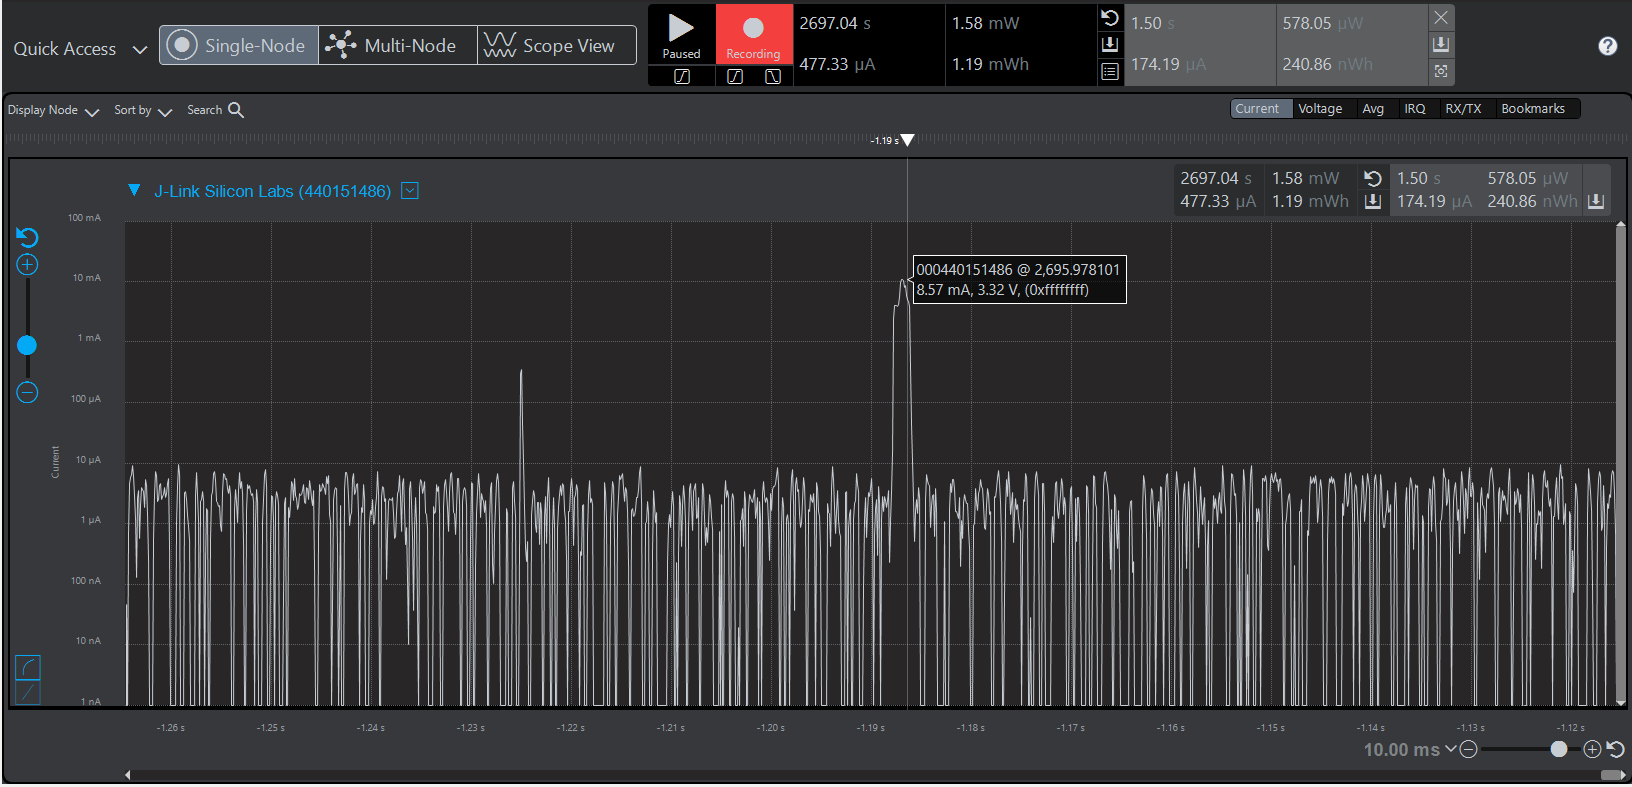 Quick Access
Single-Node
Multi-Node
Scope View
Paused
Recording
2697.04 s
1.58 mW
477.33 µA
1.19 mWh
1.50 s
578.05 µW
174.19 µA
240.86 nWh
?
Display Node
Sort by
Search
Current
Voltage
Avg
IRQ
RX/TX
Bookmarks
-1.19 s
J-Link Silicon Labs (440151486)
2697.04 s 1.58 mW
477.33 µA 1.19 mWh
1.50 s 578.05 µW
174.19 µA 240.86 nWh
100 mA
10 mA
1 mA
100 µA
10 µA
1 µA
100 nA
10 nA
1 nA
Current
000440151486 @ 2,695.978101
8.57 mA, 3.32 V, (0xffffffff)
-1.26 s
-1.25 s
-1.24 s
-1.23 s
-1.22 s
-1.21 s
-1.20 s
-1.19 s
-1.18 s
-1.17 s
-1.16 s
-1.15 s
-1.14 s
-1.13 s
-1.12 s
10.00 ms